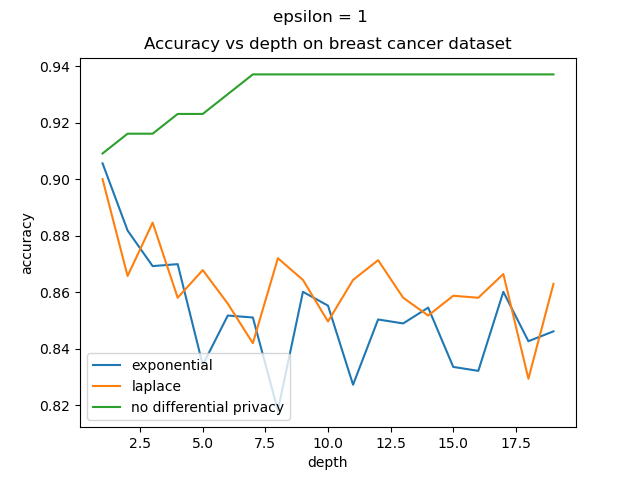 epsilon = 1
Accuracy vs depth on breast cancer dataset
0.94
0.92
0.90
0.88
0.86
0.84
0.82
accuracy
exponential
laplace
no differential privacy
2.5 5.0 7.5 10.0 12.5 15.0 17.5
depth